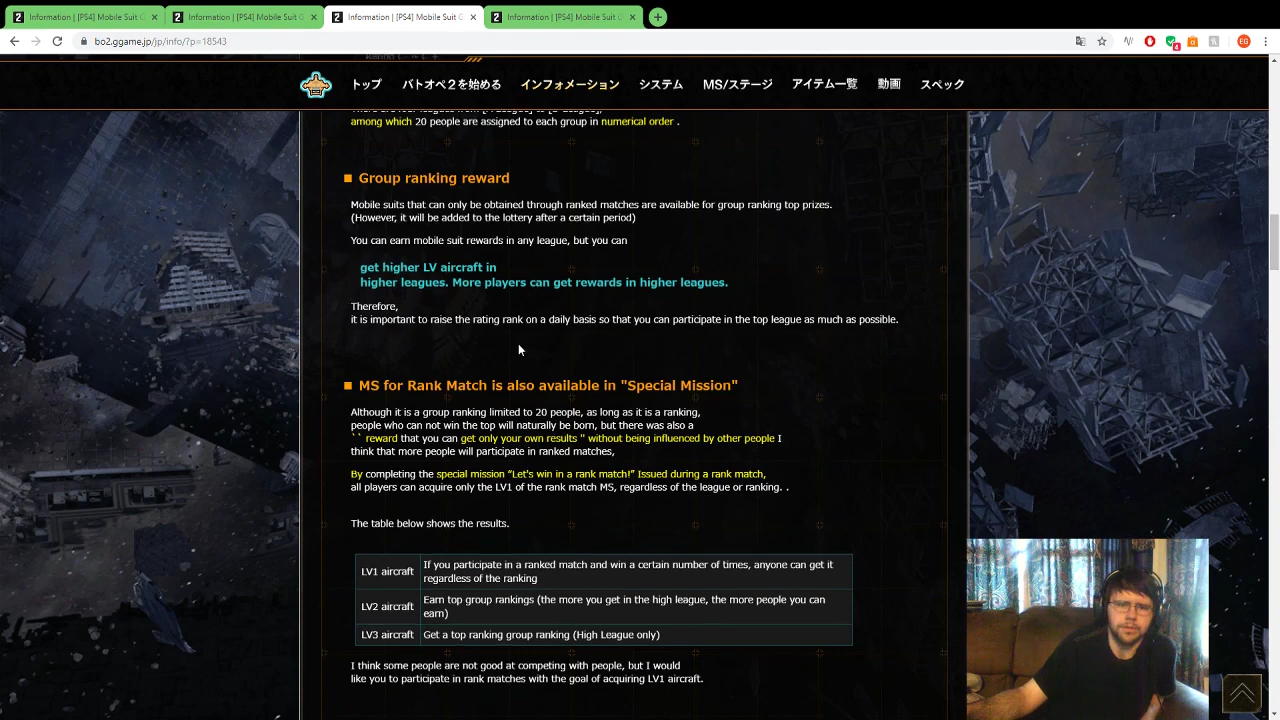 Information | [PS4] Mobile Suit G
Information | [PS4] Mobile Suit G
Information | [PS4] Mobile Suit G
Information | [PS4] Mobile Suit G
bo2.ggame.jp/jp/info/?p=18543
EG
トップ バトオペ２を始める インフォメーション システム MS/ステージ アイテム一覧 動画 スペック
among which 20 people are assigned to each group in numerical order .
Group ranking reward
Mobile suits that can only be obtained through ranked matches are available for group ranking top prizes.
(However, it will be added to the lottery after a certain period)
You can earn mobile suit rewards in any league, but you can
get higher LV aircraft in
higher leagues. More players can get rewards in higher leagues.
Therefore,
it is important to raise the rating rank on a daily basis so that you can participate in the top league as much as possible.
MS for Rank Match is also available in "Special Mission"
Although it is a group ranking limited to 20 people, as long as it is a ranking,
people who can not win the top will naturally be born, but there was also a
`` reward that you can get only your own results " without being influenced by other people I
think that more people will participate in ranked matches,
By completing the special mission “Let's win in a rank match!” Issued during a rank match,
all players can acquire only the LV1 of the rank match MS, regardless of the league or ranking. .
The table below shows the results.
LV1 aircraft If you participate in a ranked match and win a certain number of times, anyone can get it
regardless of the ranking
LV2 aircraft Earn top group rankings (the more you get in the high league, the more people you can
earn)
LV3 aircraft Get a top ranking group ranking (High League only)
I think some people are not good at competing with people, but I would
like you to participate in rank matches with the goal of acquiring LV1 aircraft.